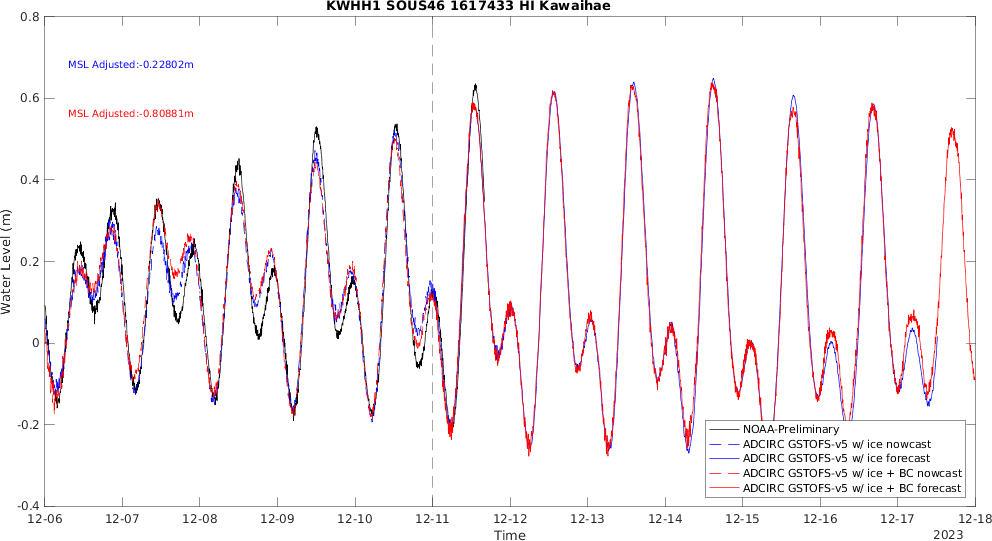 KWHH1 SOUS46 1617433 HI Kawaihae
0.8
0.6
0.4
0.2
0
-0.2
-0.4
Water Level (m)
MSL Adjusted:-0.22802m
MSL Adjusted:-0.80881m
NOAA-Preliminary
ADCIRC GSTOFS-v5 w/ ice nowcast
ADCIRC GSTOFS-v5 w/ ice forecast
ADCIRC GSTOFS-v5 w/ ice + BC nowcast
ADCIRC GSTOFS-v5 w/ ice + BC forecast
12-06 12-07 12-08 12-09 12-10 12-11 12-12 12-13 12-14 12-15 12-16 12-17 12-18
Time
2023